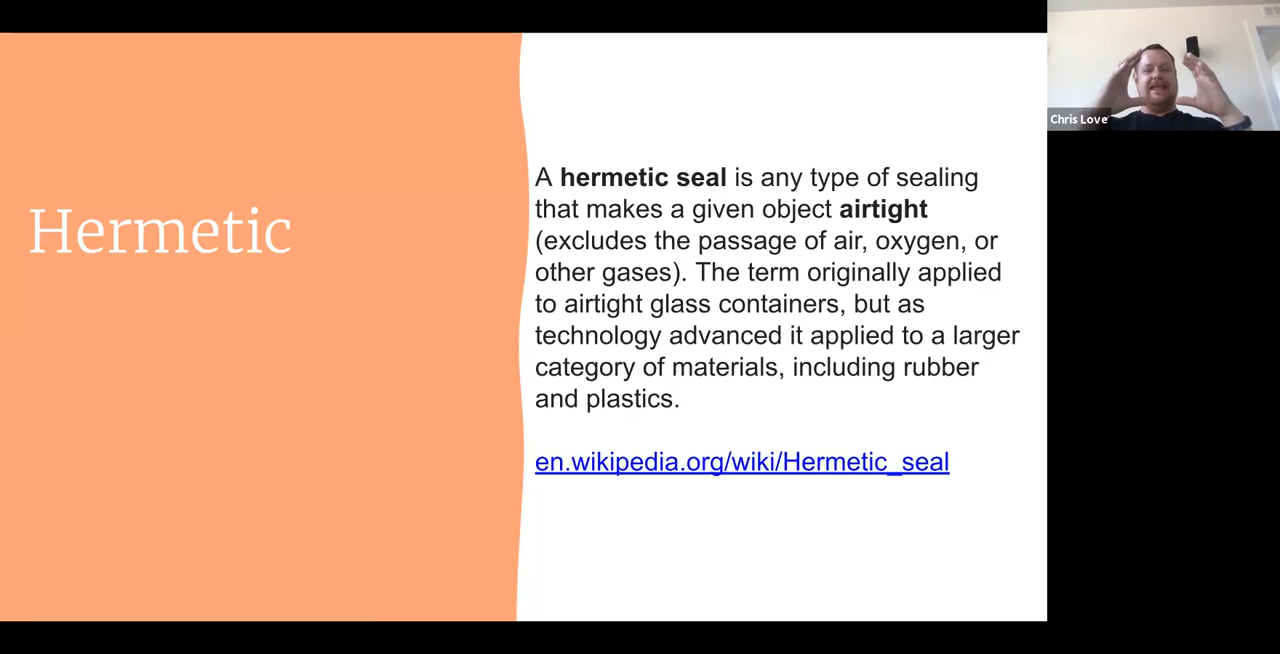 Hermetic
A hermetic seal is any type of sealing
that makes a given object airtight
(excludes the passage of air, oxygen, or
other gases). The term originally applied
to airtight glass containers, but as
technology advanced it applied to a larger
category of materials, including rubber
and plastics.
en.wikipedia.org/wiki/Hermetic_seal
Chris Love